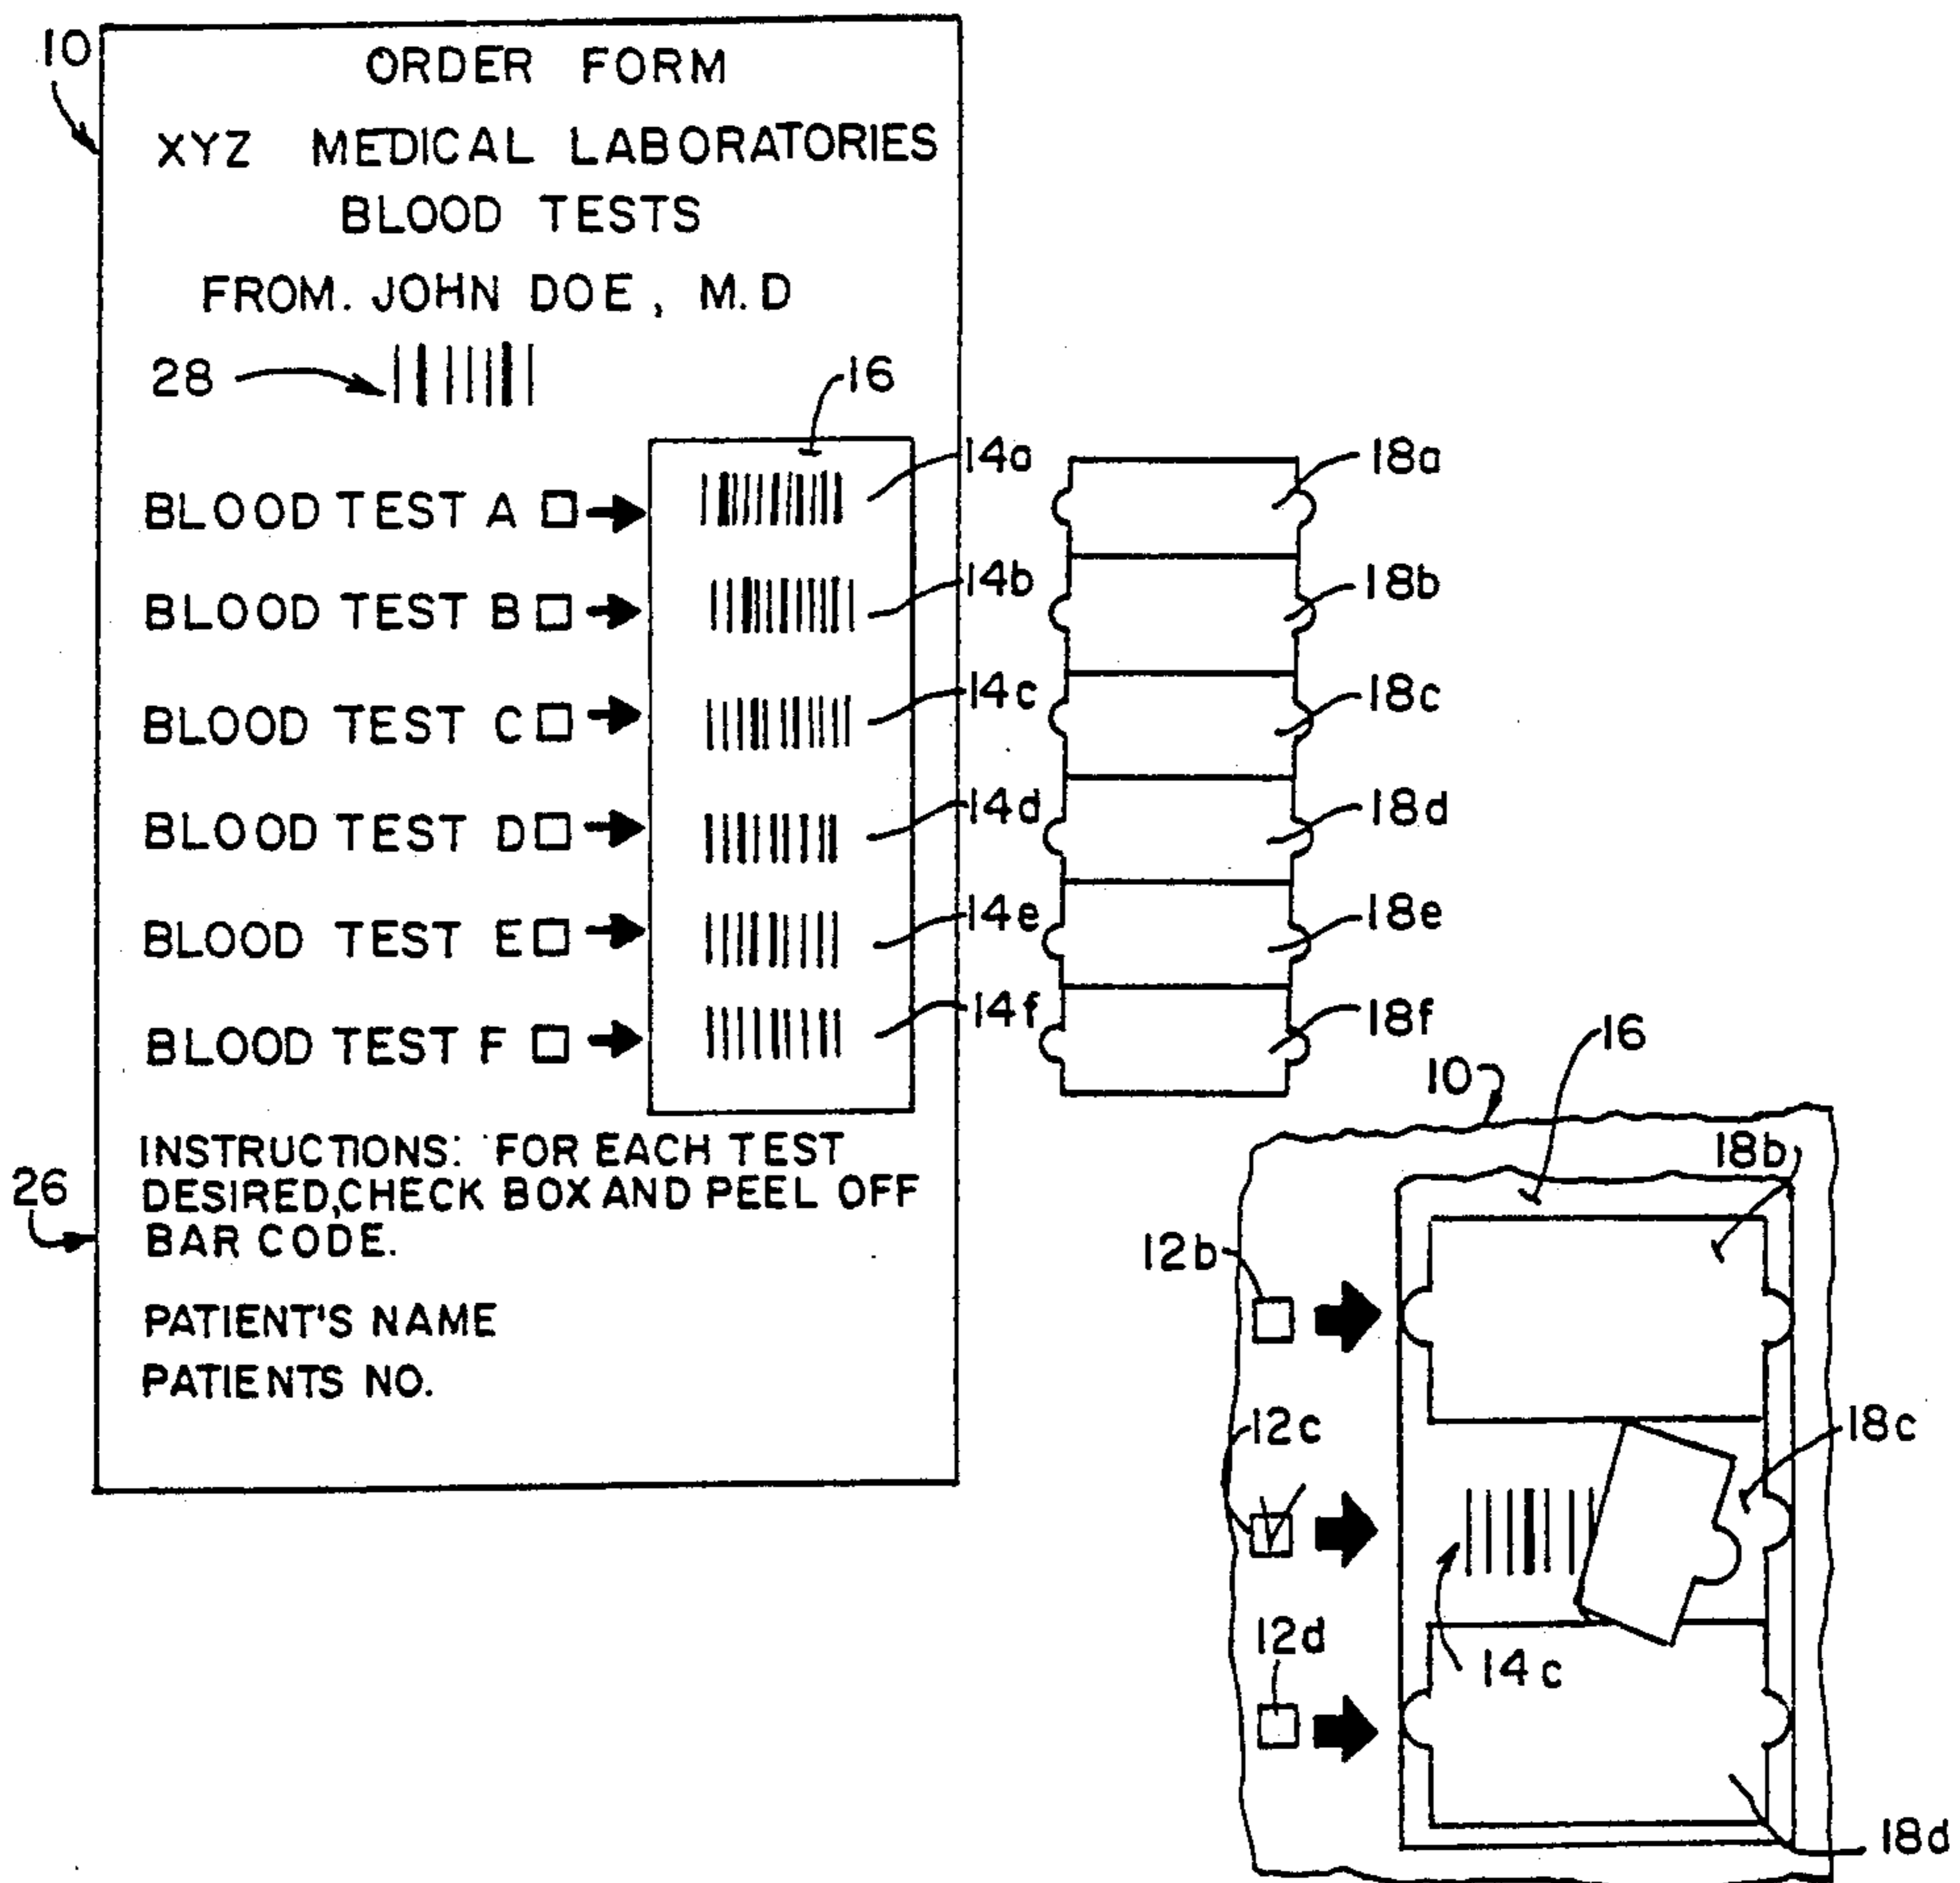 10
ORDER FORM
XYZ MEDICAL LABORATORIES
BLOOD TESTS
FROM. JOHN DOE, M.D
28
16
BLOOD TEST A
14a
18a
BLOOD TEST B
14b
18b
BLOOD TEST C
14c
18c
BLOOD TEST D
14d
18d
BLOOD TEST E
14e
18e
BLOOD TEST F
14f
18f
INSTRUCTIONS: FOR EACH TEST
DESIRED,CHECK BOX AND PEEL OFF
BAR CODE.
26
PATIENT'S NAME
PATIENTS NO.
16
10
18b
12b
12c
18c
12d
14c
18d